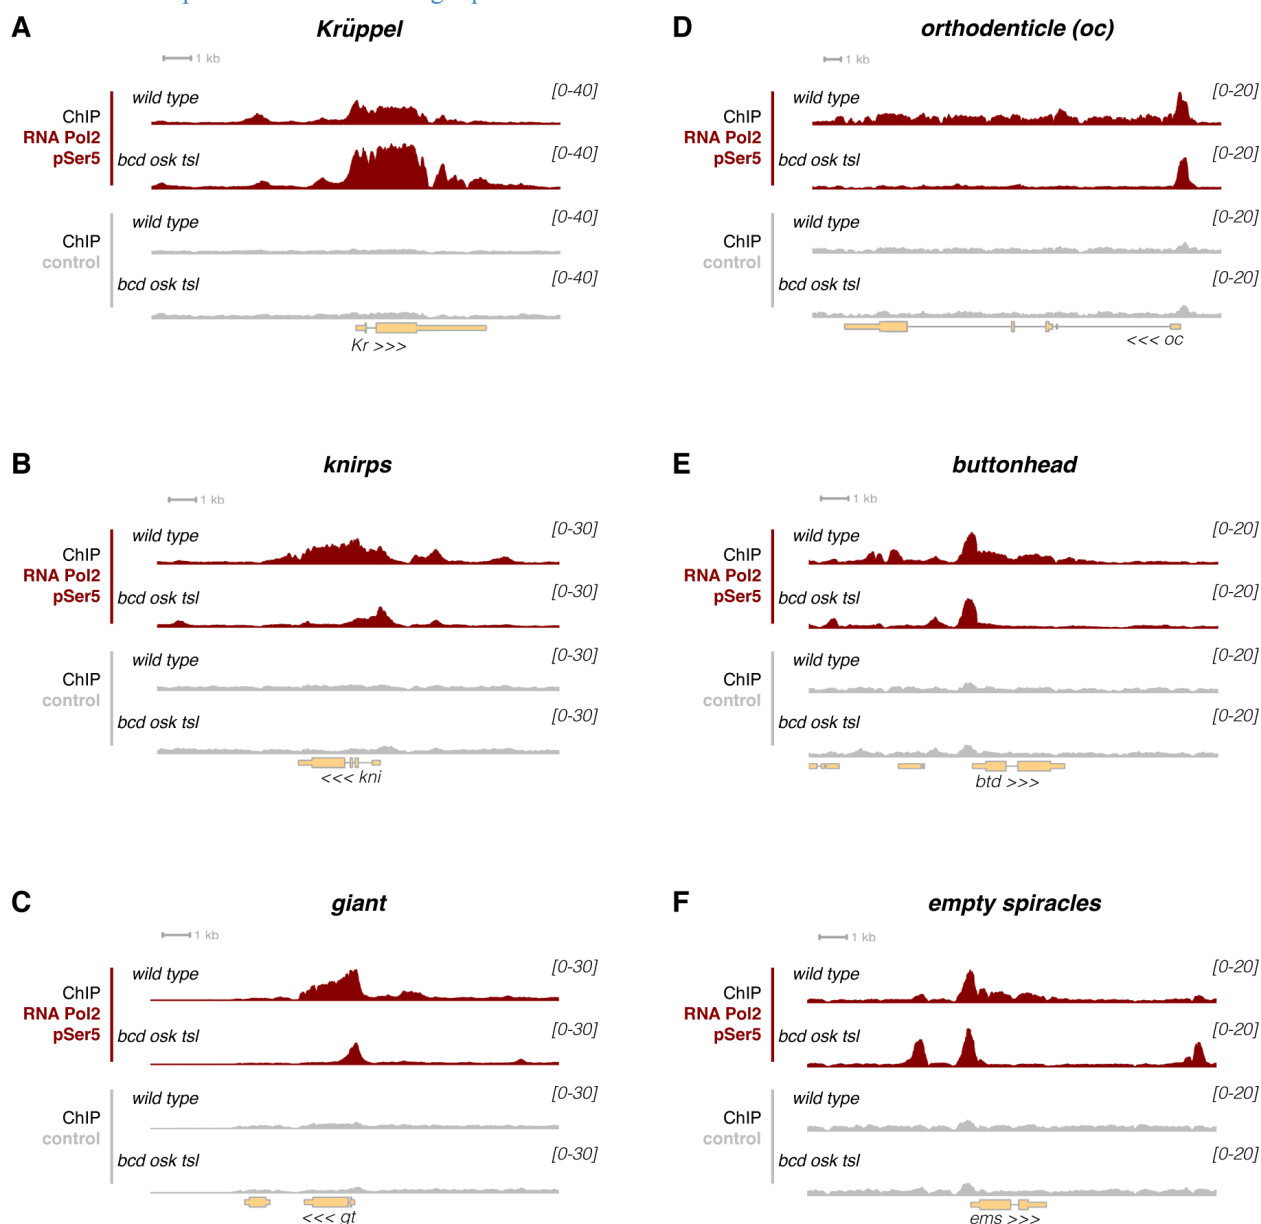 A
Krüppel
1 kb
wild type
[0-40]
ChIP
RNA Pol2
pSer5
bcd osk tsl
[0-40]
wild type
[0-40]
ChIP
control
bcd osk tsl
[0-40]
Kr >>>
B
knirps
1 kb
wild type
[0-30]
ChIP
RNA Pol2
pSer5
bcd osk tsl
[0-30]
wild type
[0-30]
ChIP
control
bcd osk tsl
[0-30]
<<< kni
C
giant
1 kb
wild type
[0-30]
ChIP
RNA Pol2
pSer5
bcd osk tsl
[0-30]
wild type
[0-30]
ChIP
control
bcd osk tsl
[0-30]
<<< gt
D
orthodenticle (oc)
1 kb
wild type
[0-20]
ChIP
RNA Pol2
pSer5
bcd osk tsl
[0-20]
wild type
[0-20]
ChIP
control
bcd osk tsl
[0-20]
<<< oc
E
buttonhead
1 kb
wild type
[0-20]
ChIP
RNA Pol2
pSer5
bcd osk tsl
[0-20]
wild type
[0-20]
ChIP
control
bcd osk tsl
[0-20]
btd >>>
F
empty spiracles
1 kb
wild type
[0-20]
ChIP
RNA Pol2
pSer5
bcd osk tsl
[0-20]
wild type
[0-20]
ChIP
control
bcd osk tsl
[0-20]
ems >>>